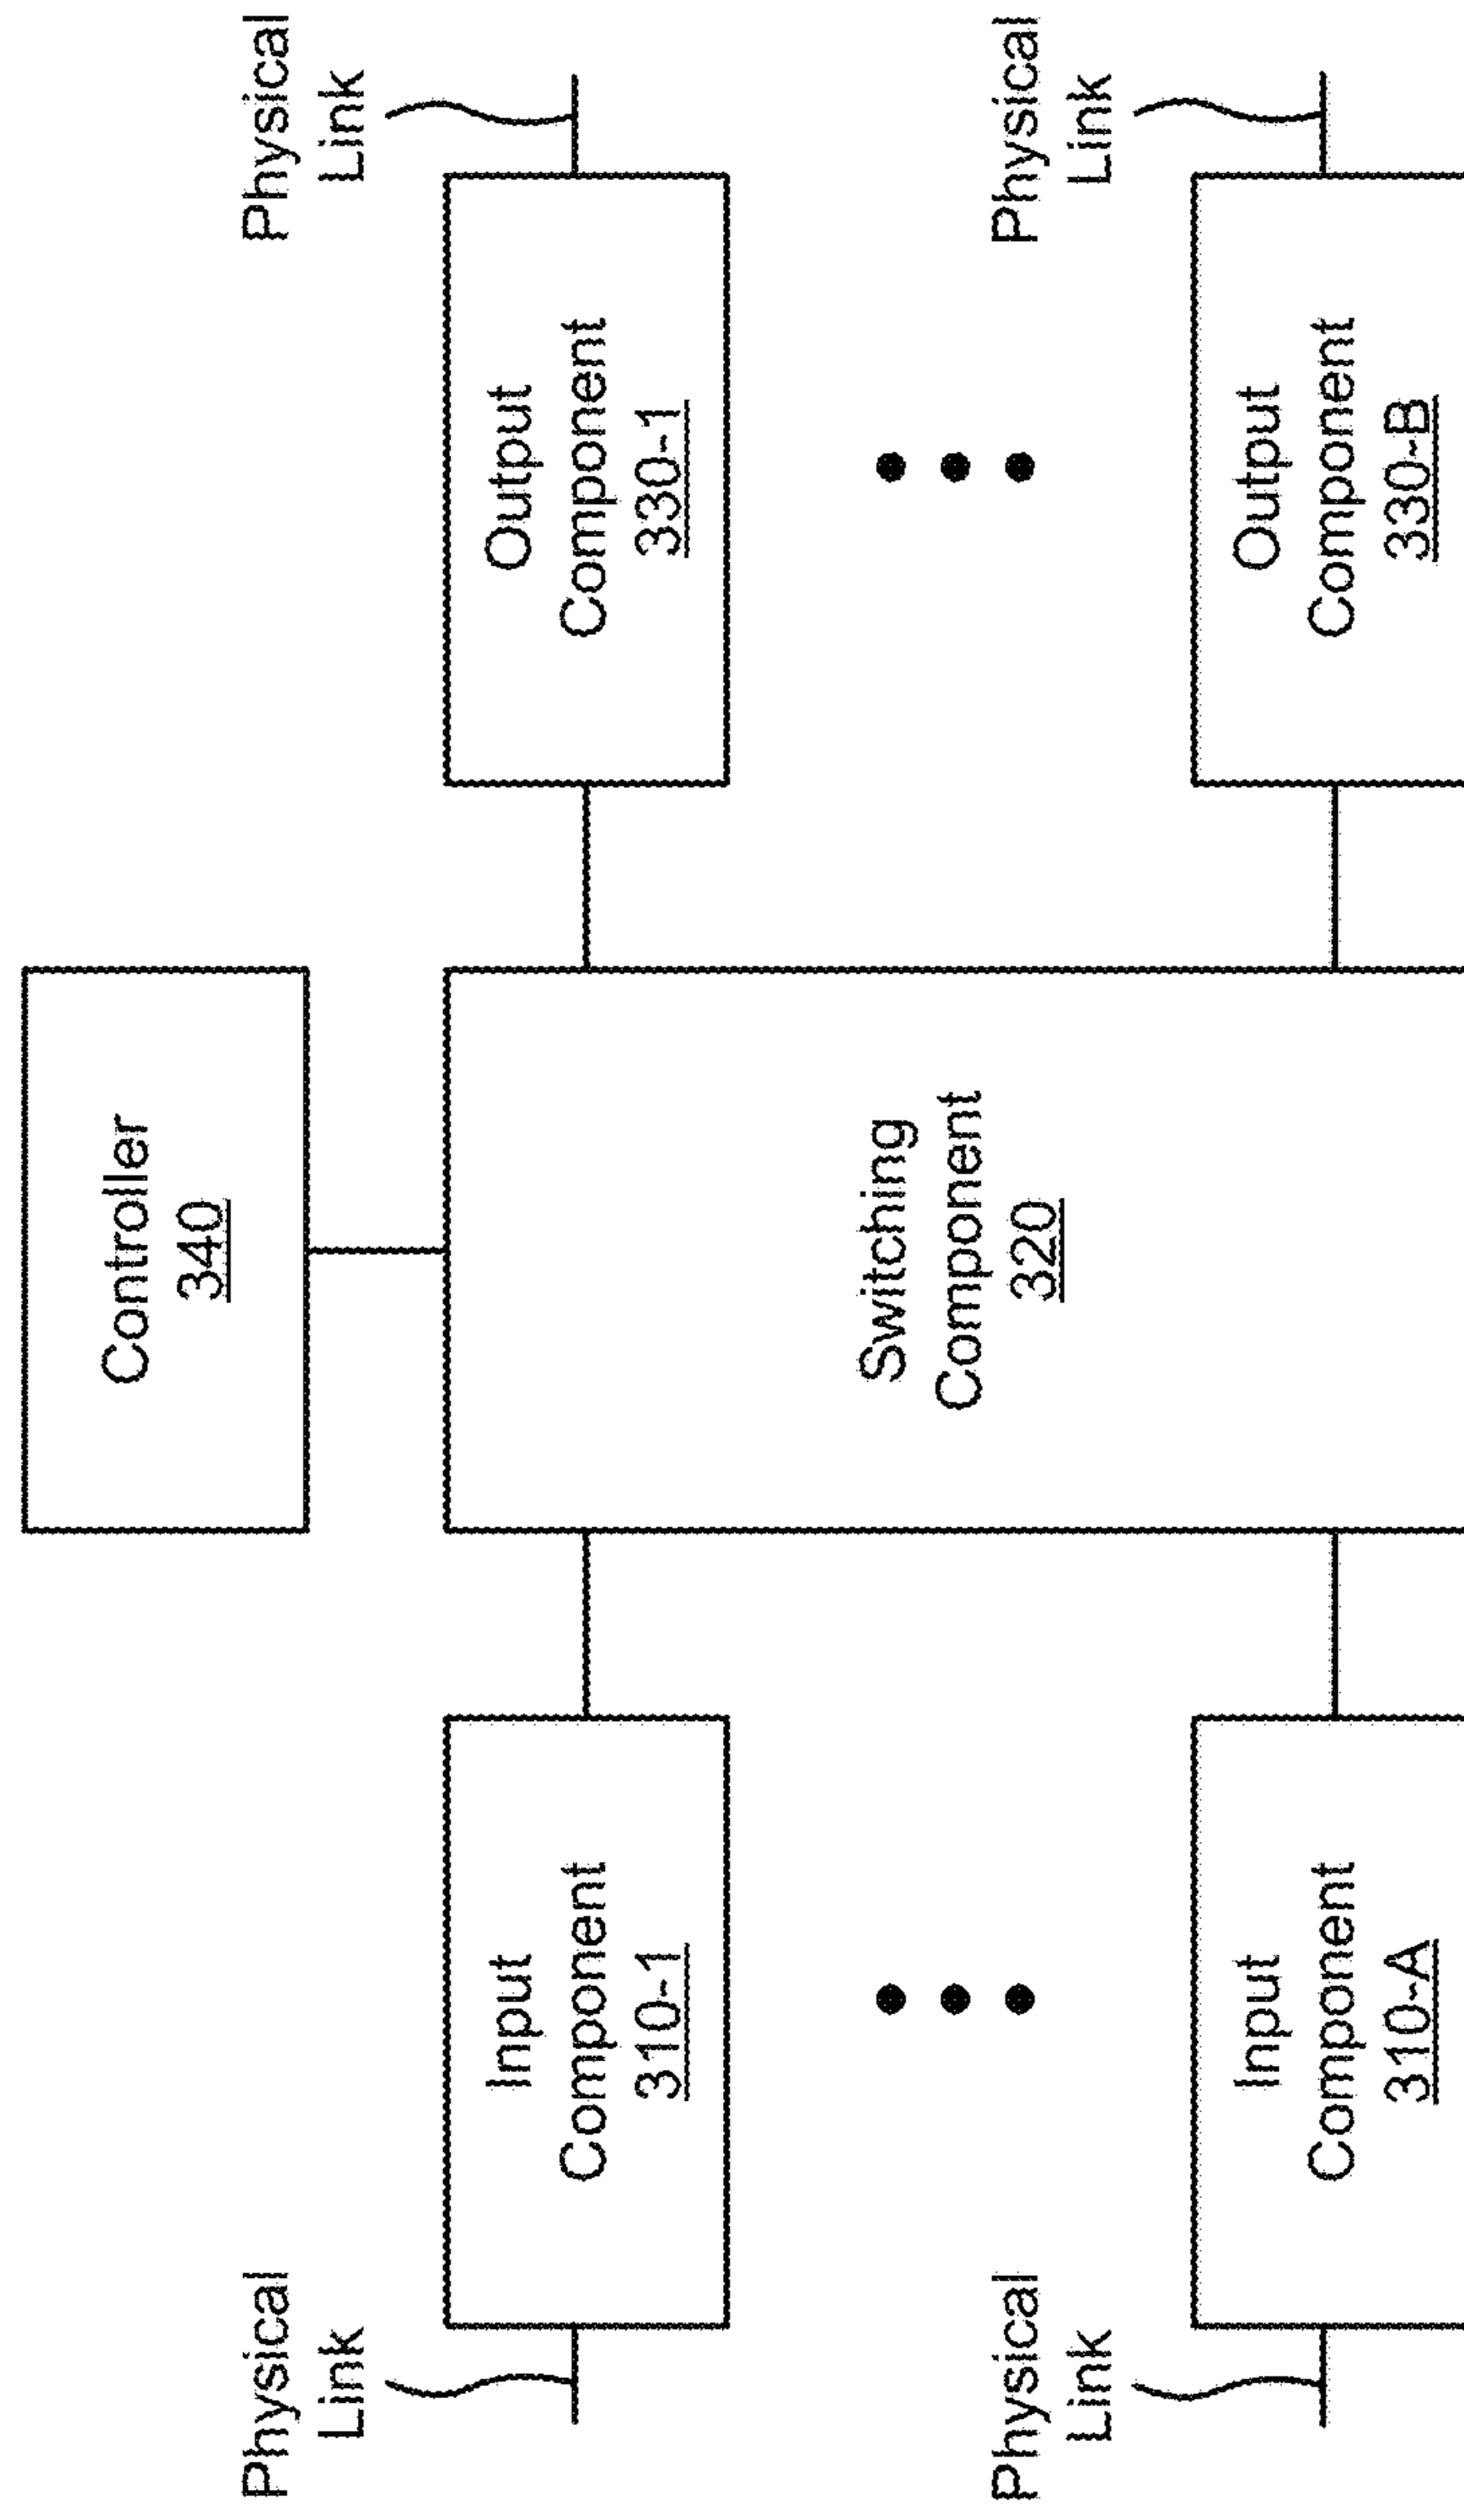 Controller
340
Physical
Link
Input
Component
310-1
Switching
Component
320
Output
Component
330-1
Physical
Link
Physical
Link
Input
Component
310-A
Output
Component
330-B
Physical
Link